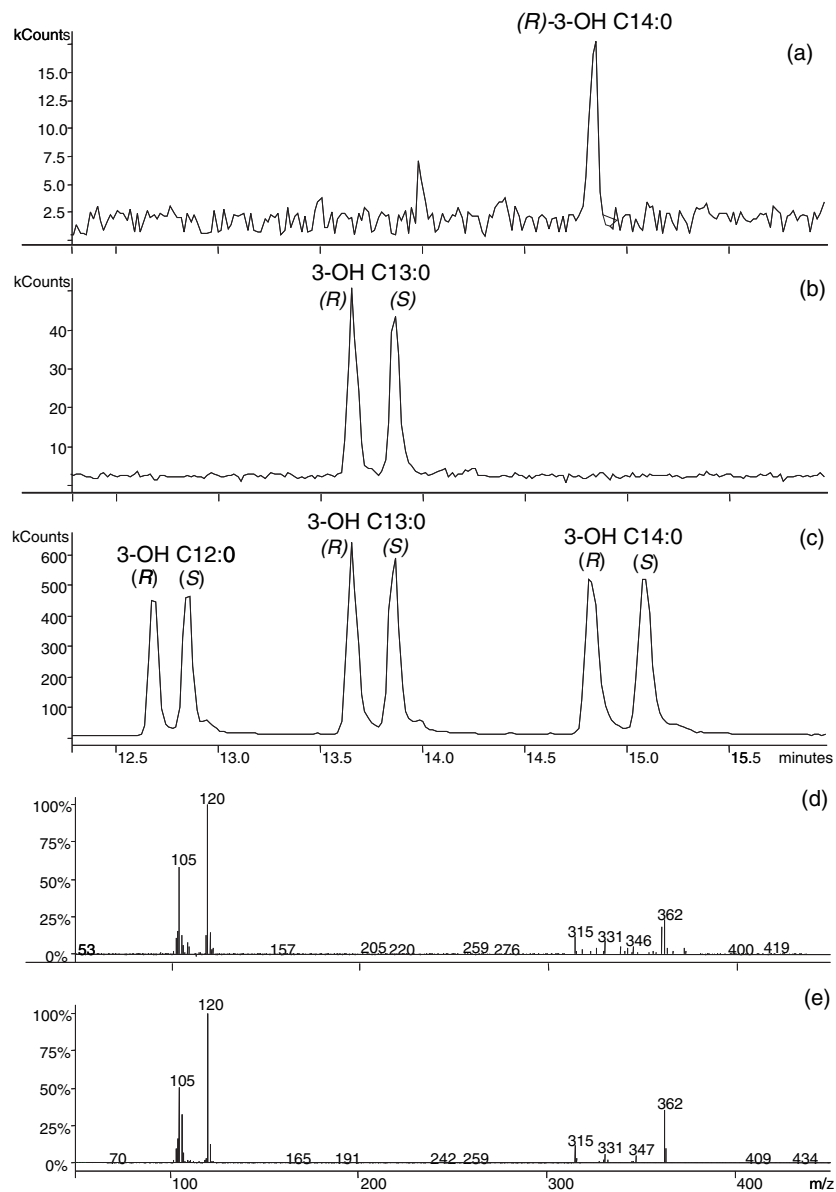 (R)-3-OH C14:0
kCounts
(a)
15.0
12.5
10.0
7.5
5.0
2.5
3-OH C13:0
kCounts
(R) (S)
(b)
40
30
20
10
3-OH C13:0
kCounts
(R) (S)
(c)
3-OH C12:0
(R) (S)
3-OH C14:0
(R) (S)
600
500
400
300
200
100
12.5 13.0 13.5 14.0 14.5 15.0 15.5 minutes
(d)
100%
75%
50%
25%
0%
120
105
362
315 331 346
53 157 205 220 259 276 400 419
(e)
100%
75%
50%
25%
0%
120
105
362
315 331 347
70 165 191 242 259 409 434
100 200 300 400 m/z